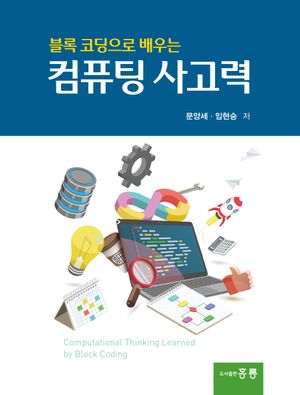 블록 코딩으로 배우는
컴퓨팅 사고력
문양세 · 임현승 저
Computational Thinking Learned
by Block Coding
도서출판 홍릉